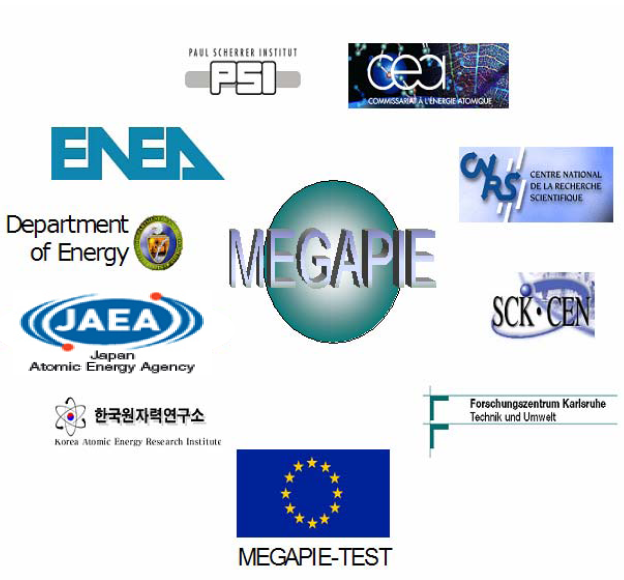 PAUL SCHERRER INSTITUT
PSI
cea
COMMISSARIAT À L'ÉNERGIE ATOMIQUE
ENEA
CNRS
CENTRE NATIONAL
DE LA RECHERCHE
SCIENTIFIQUE
Department
of Energy
MEGAPIE
JAEA
Japan
Atomic Energy Agency
SCK•CEN
한국원자력연구소
Korea Atomic Energy Research Institute
Forschungszentrum Karlsruhe
Technik und Umwelt
MEGAPIE-TEST